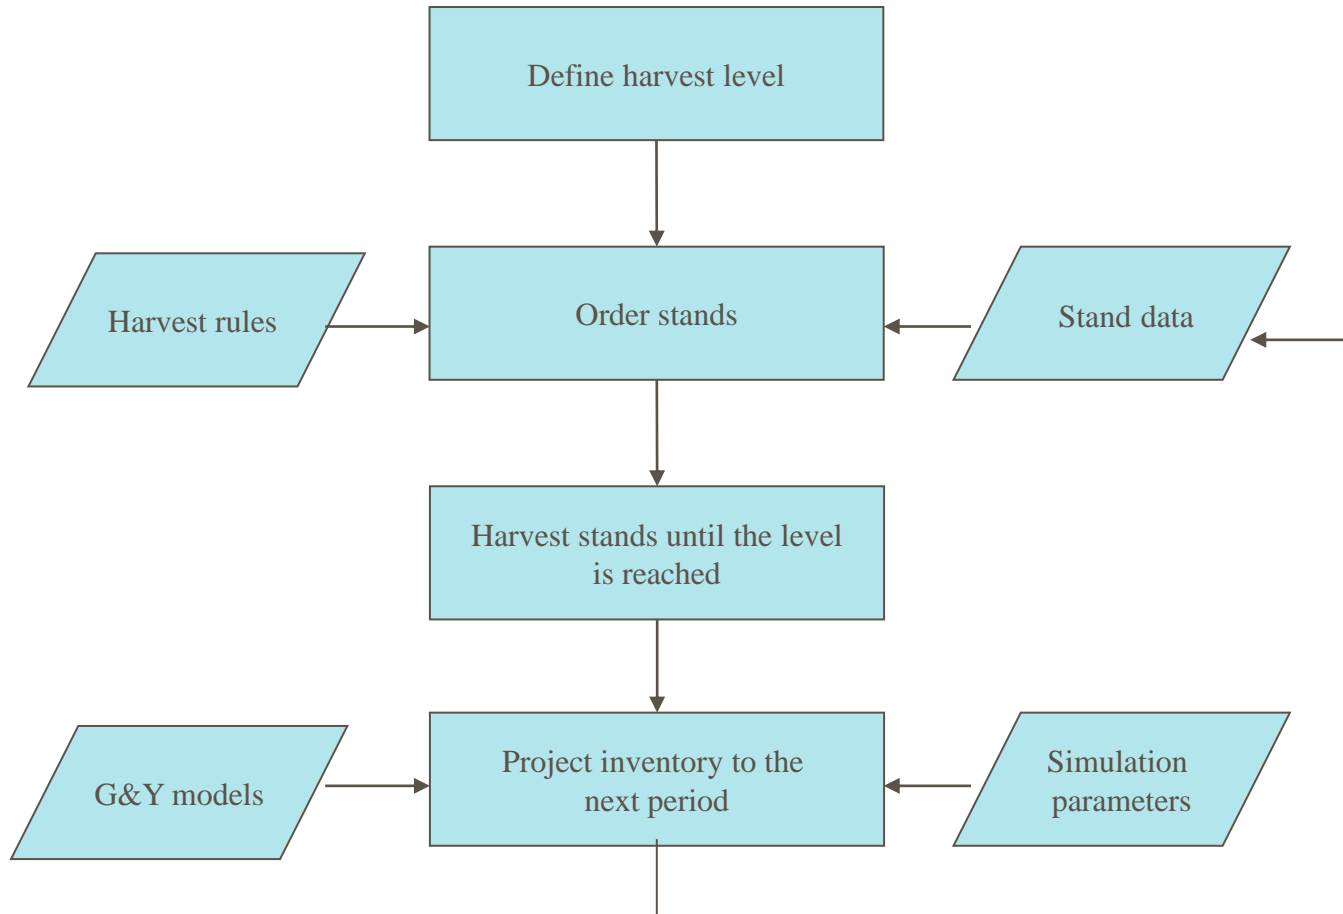 Define harvest level
Harvest rules
Order stands
Stand data
Harvest stands until the level
is reached
G&Y models
Project inventory to the
next period
Simulation
parameters